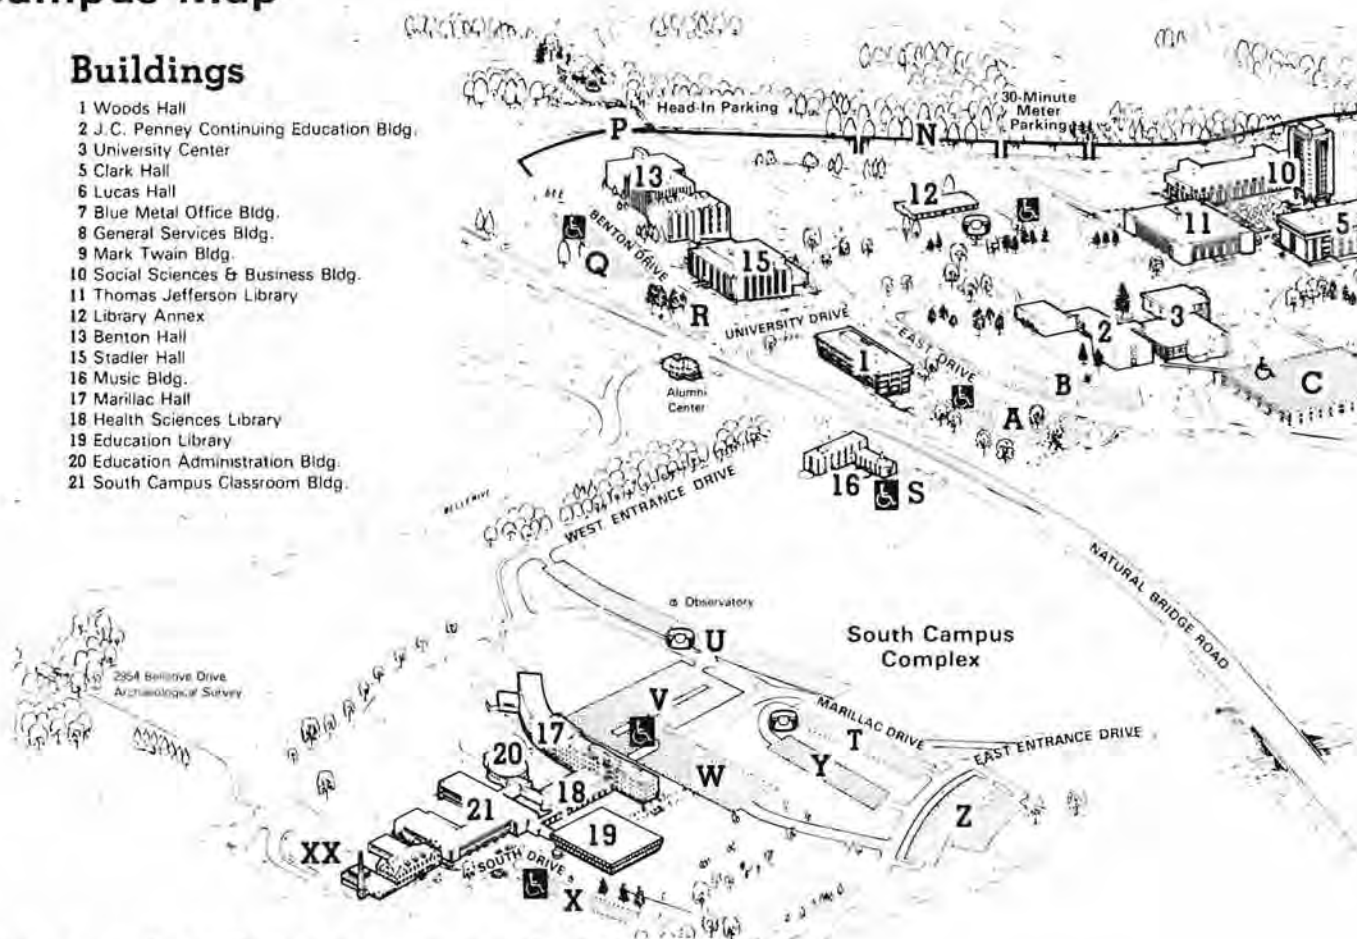 Campus Map
Buildings
1 Woods Hall
2 J.C. Penney Continuing Education Bldg.
3 University Center
5 Clark Hall
6 Lucas Hall
7 Blue Metal Office Bldg.
8 General Services Bldg.
9 Mark Twain Bldg.
10 Social Sciences & Business Bldg.
11 Thomas Jefferson Library
12 Library Annex
13 Benton Hall
15 Stadler Hall
16 Music Bldg.
17 Marillac Hall
18 Health Sciences Library
19 Education Library
20 Education Administration Bldg.
21 South Campus Classroom Bldg.
Head-In Parking
30-Minute
Meter
Parking
P
N
13
12
10
11
5
BENTON DRIVE
Q
15
R
UNIVERSITY DRIVE
EAST DRIVE
1
2
3
B
C
A
Alumni
Center
16
S
BELLERIVE
WEST ENTRANCE DRIVE
NATURAL BRIDGE ROAD
Observatory
U
South Campus
Complex
2954 Bellerive Drive
Archaeological Survey
V
17
MARILLAC DRIVE
T
EAST ENTRANCE DRIVE
20
W
Y
18
21
19
Z
XX
SOUTH DRIVE
X